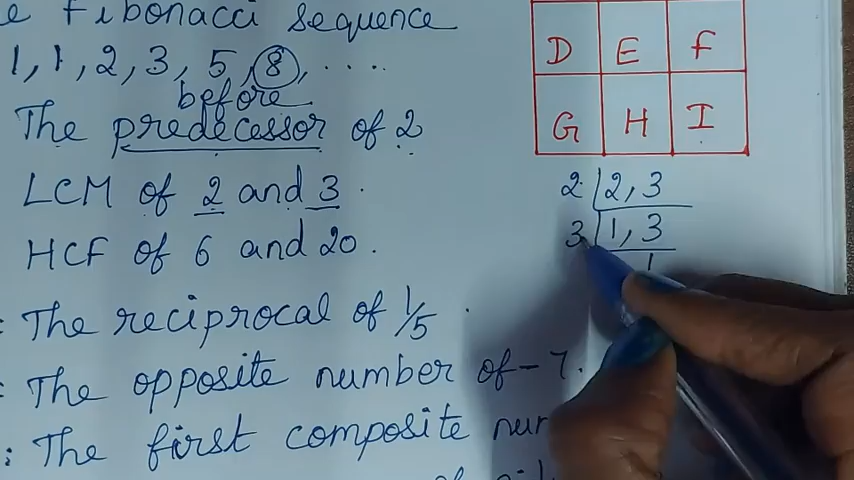 e Fibonacci sequence
1, 1, 2, 3, 5, 8, ....
before
The predecessor of 2
LCM of 2 and 3.
HCF of 6 and 20.
: The reciprocal of 1/5.
: The opposite number of -7.
: The first composite
of
D E F
G H I
2 | 2, 3
3 | 1, 3
1